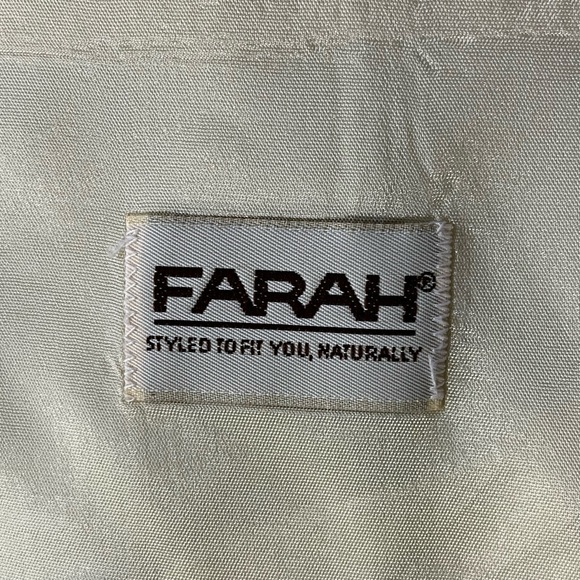 FARAH®
STYLED TO FIT YOU, NATURALLY